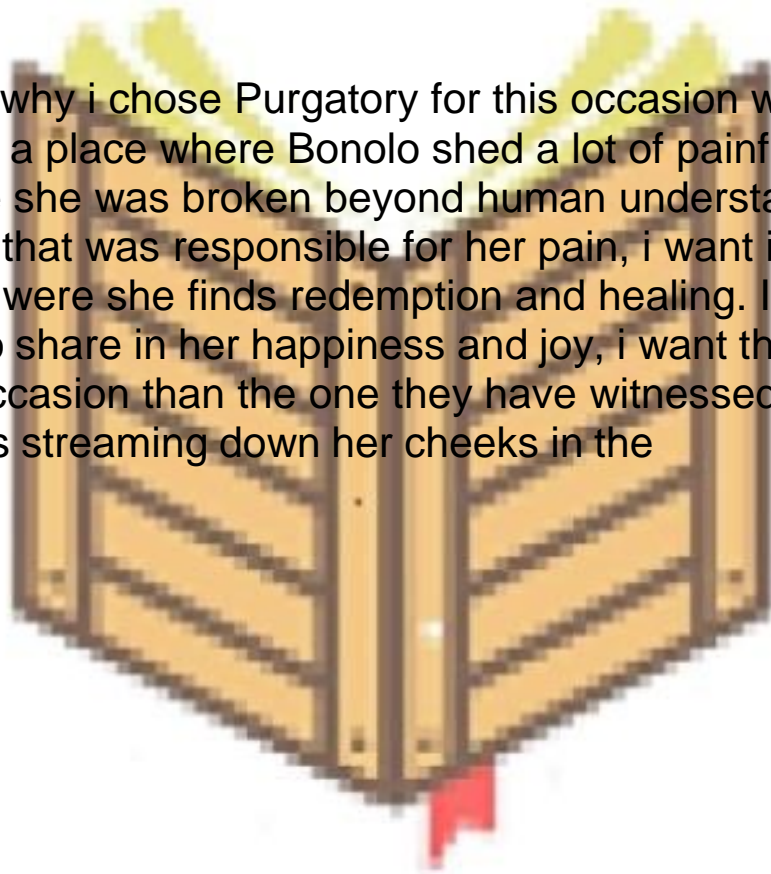 why i chose Purgatory for this occasion w
a place where Bonolo shed a lot of painf
she was broken beyond human understa
that was responsible for her pain, i want i
were she finds redemption and healing. I
share in her happiness and joy, i want th
ccasion than the one they have witnessed
s streaming down her cheeks in the